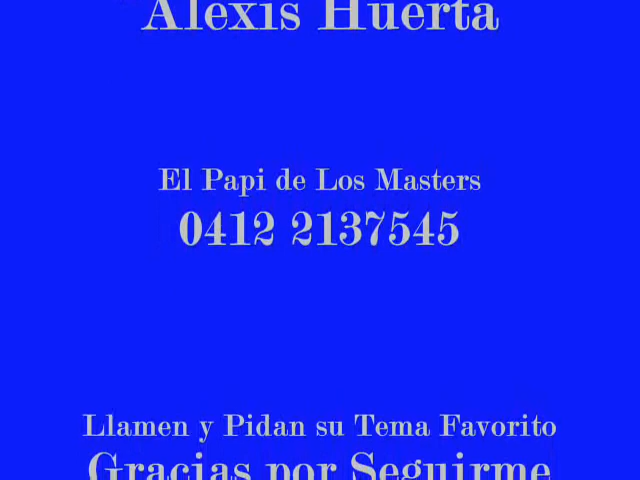 Alexis Huerta
El Papi de Los Masters
0412 2137545
Llamen y Pidan su Tema Favorito
Gracias por Seguirme